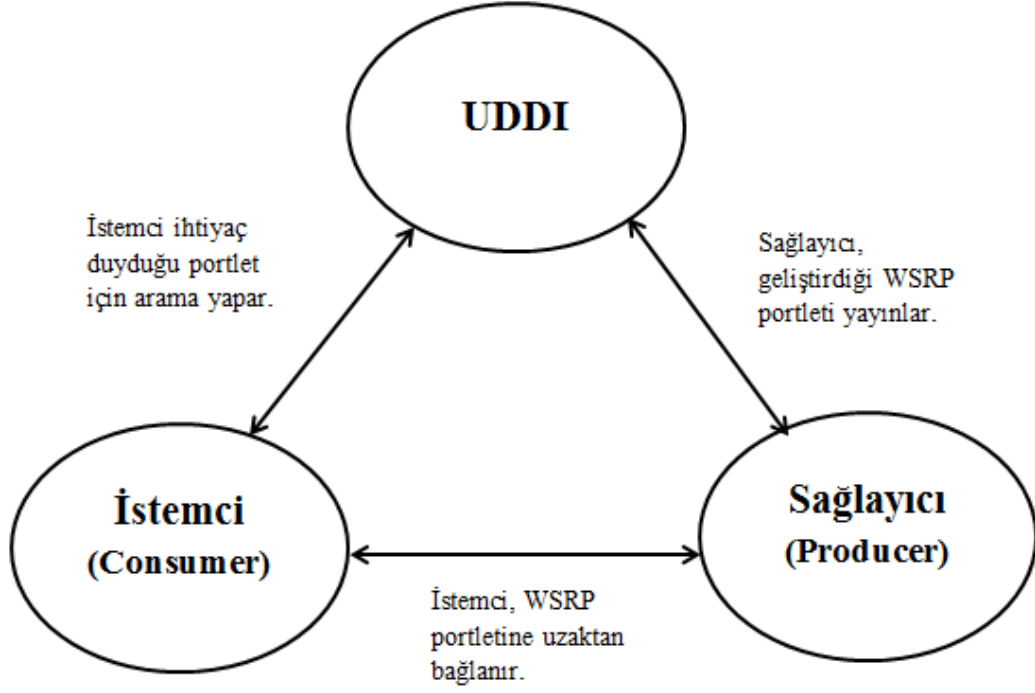 UDDI
İstemci ihtiyaç
duyduğu portlet
için arama yapar.
Sağlayıcı,
geliştirdiği WSRP
portleti yayınlar.
İstemci
(Consumer)
Sağlayıcı
(Producer)
İstemci, WSRP
portletine uzaktan
bağlanır.